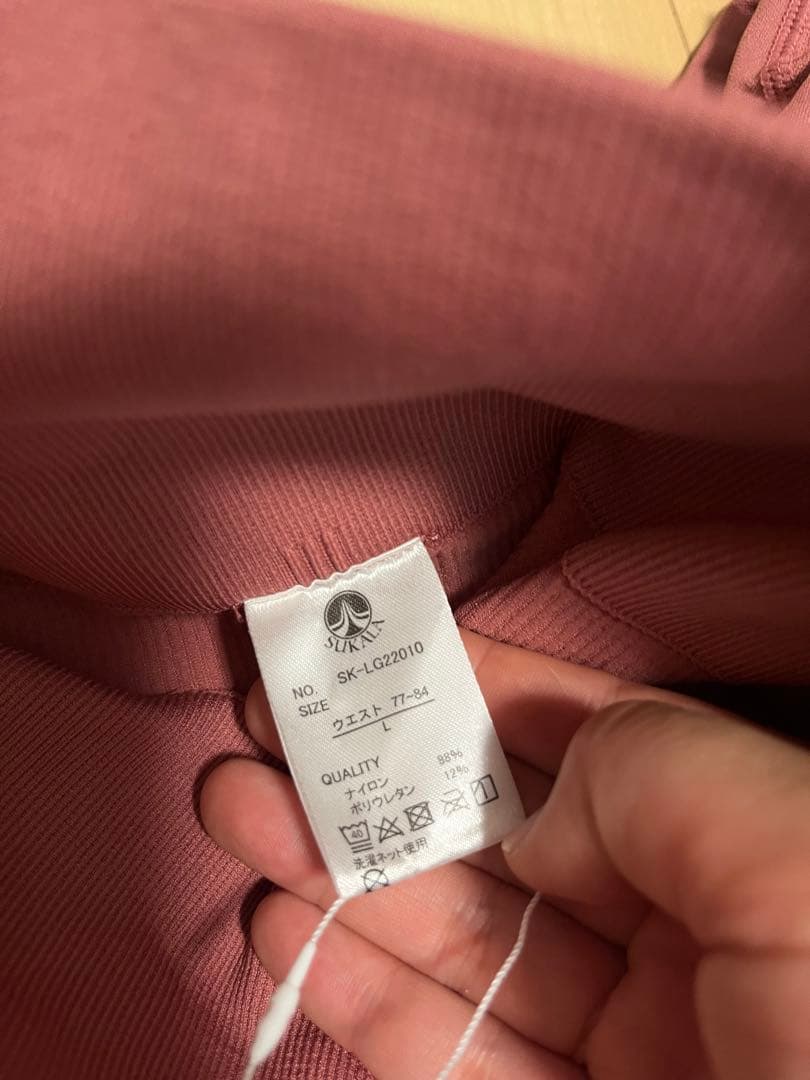 SUKALA
NO. SK-LG22010
SIZE ウエスト 77~84
L
QUALITY
ナイロン 88%
ポリウレタン 12%
40
洗濯ネット使用